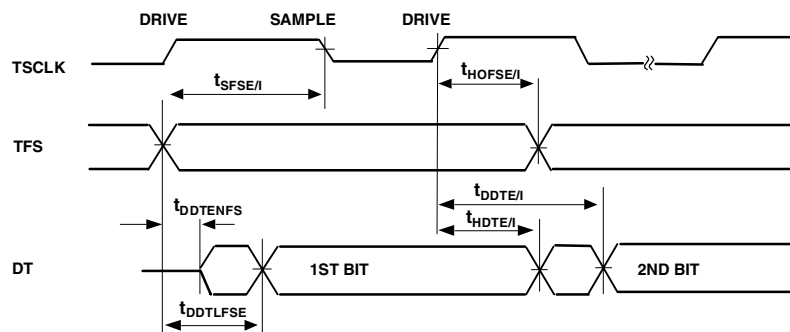 DRIVE SAMPLE DRIVE
TSCLK
tSFSE/I
tHOFSE/I
TFS
tDDTE/I
tDDTENFS
tHDTE/I
DT
1ST BIT
2ND BIT
tDDTLFSE